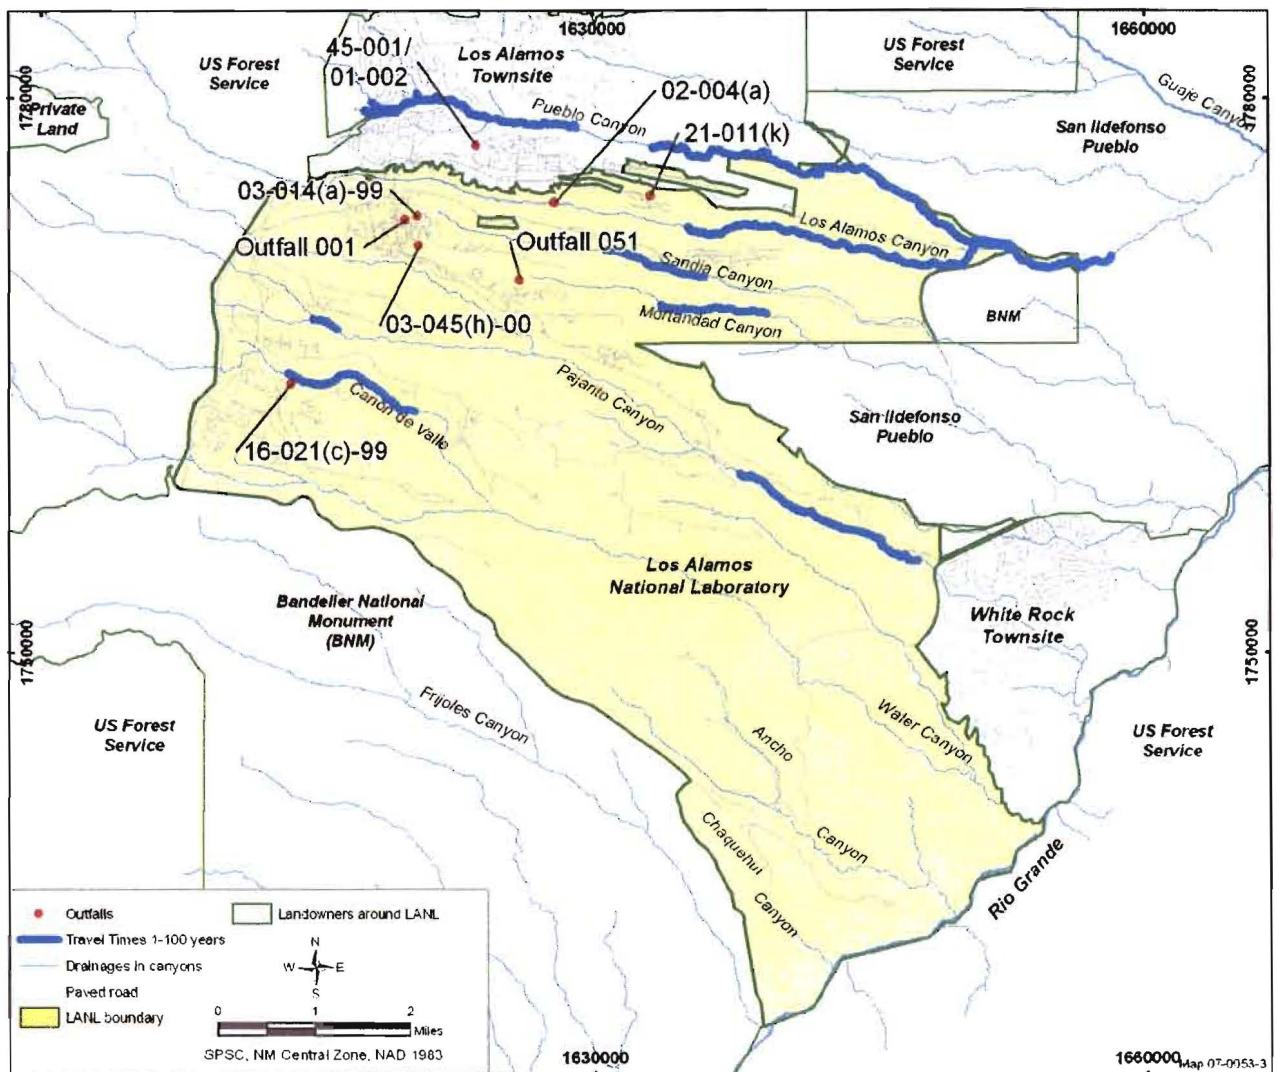 1630000
1660000
45-001/
01-002
Los Alamos
Townsite
US Forest
Service
US Forest
Service
Guaje Canyon
1780000
1780000
Private
Land
Pueblo Canyon
02-004(a)
San Ildefonso
Pueblo
21-011(k)
03-014(a)-99
Outfall 001
Outfall 051
Los Alamos Canyon
Sandia Canyon
Mortandad Canyon
BNM
03-045(h)-00
Pajarito Canyon
San Ildefonso
Pueblo
Canon de Valle
16-021(c)-99
Los Alamos
National Laboratory
Bandelier National
Monument
(BNM)
White Rock
Townsite
1750000
1750000
US Forest
Service
Frijoles Canyon
Ancho
Canyon
Water Canyon
US Forest
Service
Chaquehui
Canyon
Rio Grande
Outfalls
Landowners around LANL
Travel Times 1-100 years
Drainages in canyons
Paved road
LANL boundary
N
W E
S
0 1 2
Miles
SPSC, NM Central Zone, NAD 1983
1630000
1660000
Map 07-0053-3